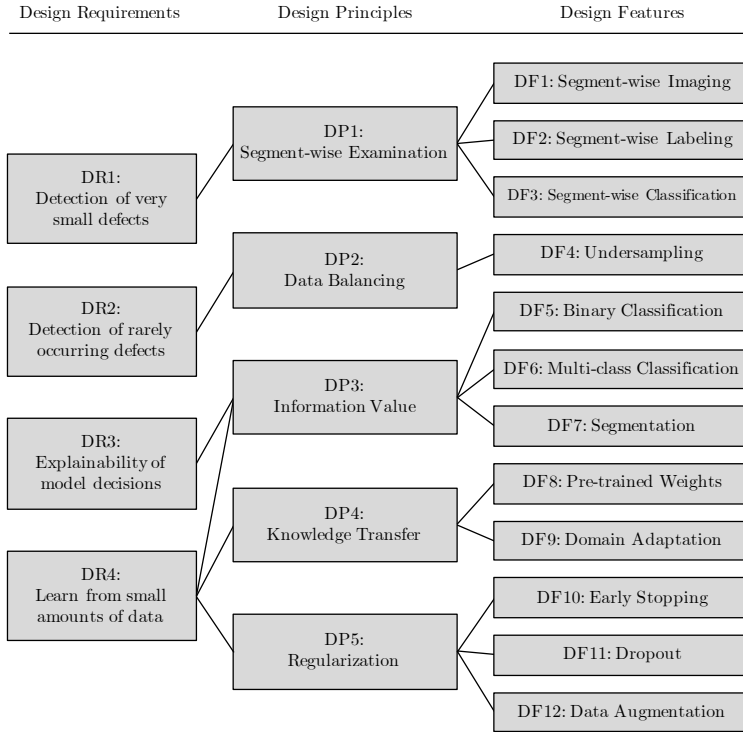 Design Requirements
Design Principles
Design Features
DR1:
Detection of very
small defects
DR2:
Detection of rarely
occurring defects
DR3:
Explainability of
model decisions
DR4:
Learn from small
amounts of data
DP1:
Segment-wise Examination
DP2:
Data Balancing
DP3:
Information Value
DP4:
Knowledge Transfer
DP5:
Regularization
DF1: Segment-wise Imaging
DF2: Segment-wise Labeling
DF3: Segment-wise Classification
DF4: Undersampling
DF5: Binary Classification
DF6: Multi-class Classification
DF7: Segmentation
DF8: Pre-trained Weights
DF9: Domain Adaptation
DF10: Early Stopping
DF11: Dropout
DF12: Data Augmentation